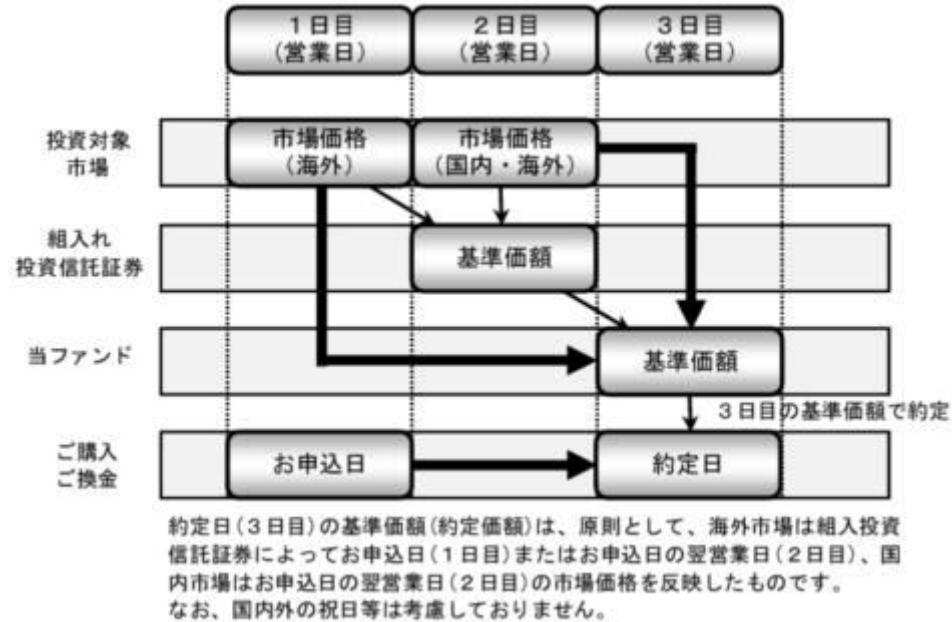 1日目
(営業日)
2日目
(営業日)
3日目
(営業日)
投資対象
市場
市場価格
(海外)
市場価格
(国内・海外)
組入れ
投資信託証券
基準価額
当ファンド
基準価額
3日目の基準価額で約定
ご購入
ご換金
お申込日
約定日
約定日(3日目)の基準価額(約定価額)は、原則として、海外市場は組入投資
信託証券によってお申込日(1日目)またはお申込日の翌営業日(2日目)、国
内市場はお申込日の翌営業日(2日目)の市場価格を反映したものです。
なお、国内外の祝日等は考慮しておりません。